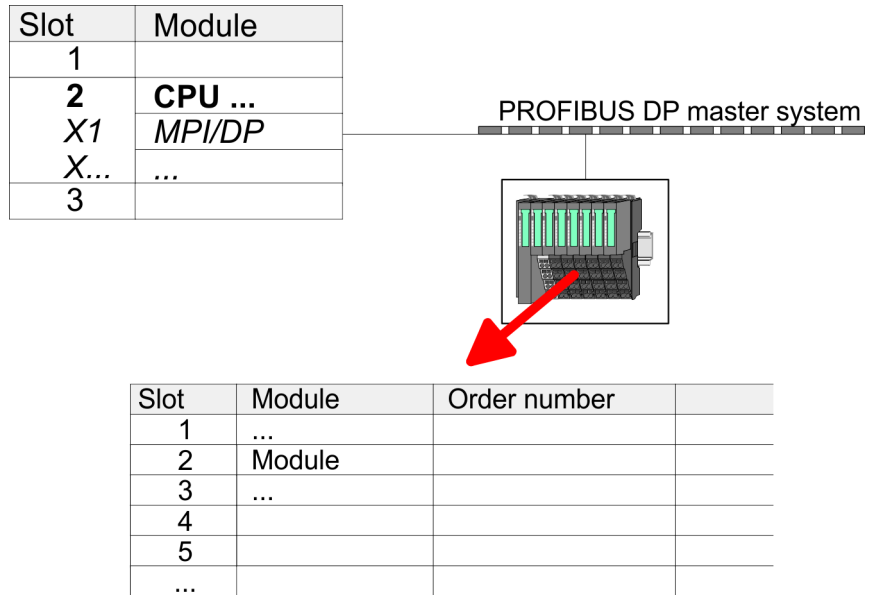 Slot Module
1
2 CPU ...
X1 MPI/DP
X... ...
3
PROFIBUS DP master system
Slot Module Order number
1 ...
2 Module
3 ...
4
5
...